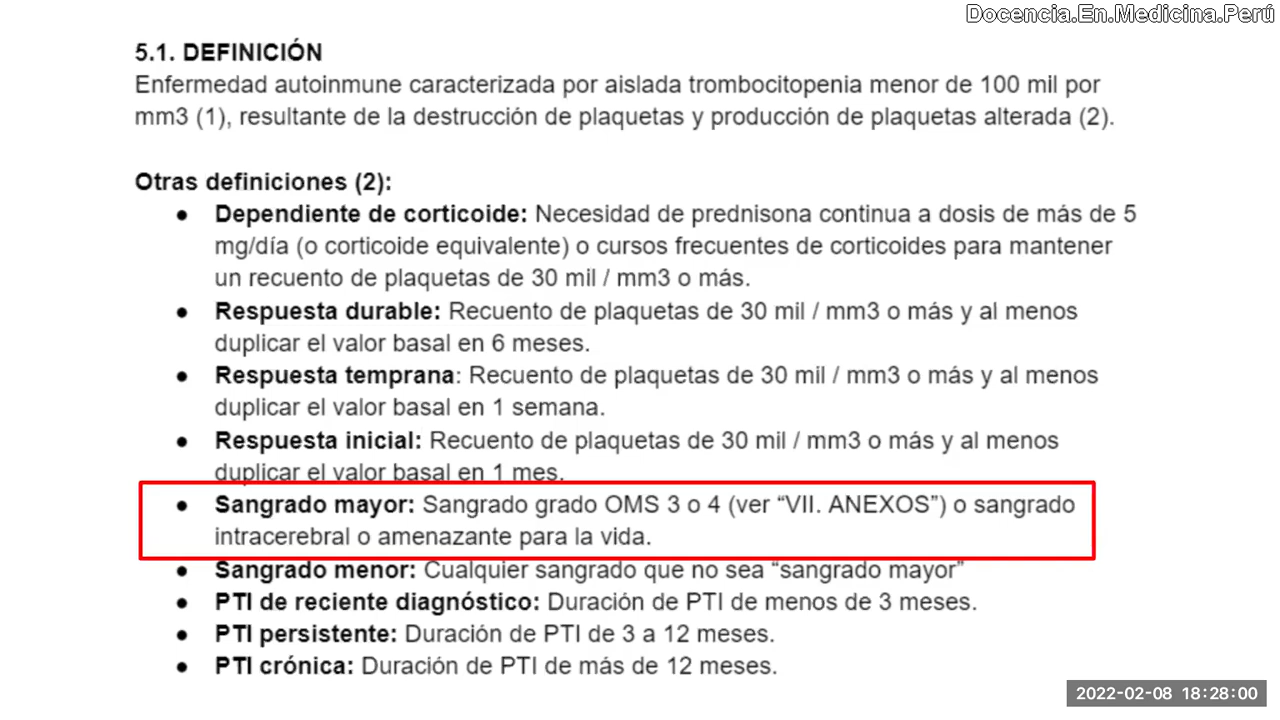 Docencia.En.Medicina.Perú
5.1. DEFINICIÓN
Enfermedad autoinmune caracterizada por aislada trombocitopenia menor de 100 mil por
mm3 (1), resultante de la destrucción de plaquetas y producción de plaquetas alterada (2).
Otras definiciones (2):
● Dependiente de corticoide: Necesidad de prednisona continua a dosis de más de 5
mg/día (o corticoide equivalente) o cursos frecuentes de corticoides para mantener
un recuento de plaquetas de 30 mil / mm3 o más.
● Respuesta durable: Recuento de plaquetas de 30 mil / mm3 o más y al menos
duplicar el valor basal en 6 meses.
● Respuesta temprana: Recuento de plaquetas de 30 mil / mm3 o más y al menos
duplicar el valor basal en 1 semana.
● Respuesta inicial: Recuento de plaquetas de 30 mil / mm3 o más y al menos
duplicar el valor basal en 1 mes.
● Sangrado mayor: Sangrado grado OMS 3 o 4 (ver “VII. ANEXOS”) o sangrado
intracerebral o amenazante para la vida.
● Sangrado menor: Cualquier sangrado que no sea “sangrado mayor”
● PTI de reciente diagnóstico: Duración de PTI de menos de 3 meses.
● PTI persistente: Duración de PTI de 3 a 12 meses.
● PTI crónica: Duración de PTI de más de 12 meses.
2022-02-08 18:28:00